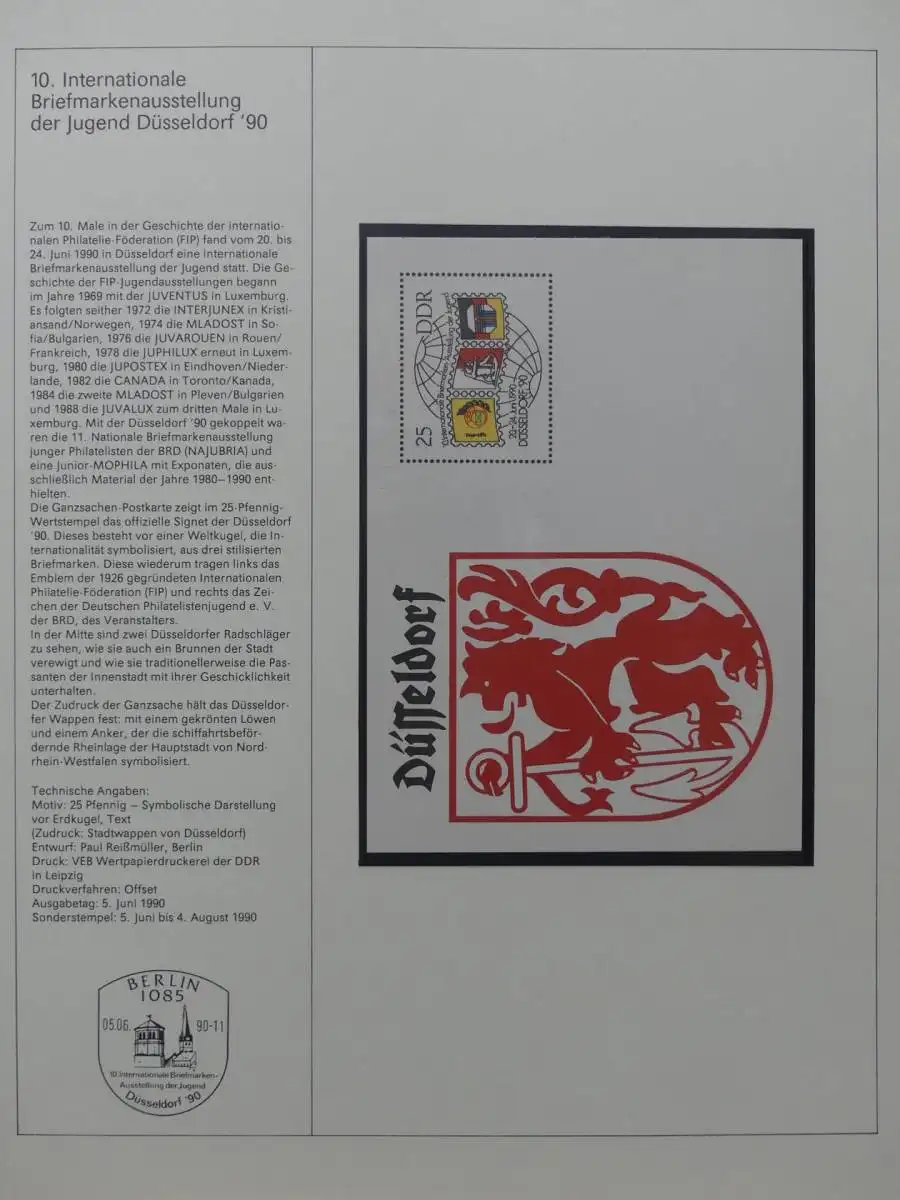 10. Internationale
Briefmarkenausstellung
der Jugend Düsseldorf '90
Zum 10. Male in der Geschichte der Internatio-
nalen Philatelie-Föderation (FIP) fand vom 20. bis
24. Juni 1990 in Düsseldorf eine Internationale
Briefmarkenausstellung der Jugend statt. Die Ge-
schichte der FIP-Jugendausstellungen begann
im Jahre 1969 mit der JUVENTUS in Luxemburg.
Es folgten seither 1972 die INTERJUNEX in Kristi-
ansand/Norwegen, 1974 die MLADOST in So-
fia/Bulgarien, 1976 die JUVAROUEN in Rouen/
Frankreich, 1978 die JUPHILUX erneut in Luxem-
burg, 1980 die JUPOSTEX in Eindhoven/Nieder-
lande, 1982 die CANADA in Toronto/Kanada,
1984 die zweite MLADOST in Pleven/Bulgarien
und 1988 die JUVALUX zum dritten Male in Lu-
xemburg. Mit der Düsseldorf '90 gekoppelt wa-
ren die 11. Nationale Briefmarkenausstellung
junger Philatelisten der BRD (NAJUBRIA) und
eine Junior-MOPHILA mit Exponaten, die aus-
schließlich Material der Jahre 1980–1990 ent-
hielten.
Die Ganzsachen-Postkarte zeigt im 25-Pfennig-
Wertstempel das offizielle Signet der Düsseldorf
'90. Dieses besteht vor einer Weltkugel, die In-
ternationalität symbolisiert, aus drei stilisierten
Briefmarken. Diese wiederum tragen links das
Emblem der 1926 gegründeten Internationalen
Philatelie-Föderation (FIP) und rechts das Zei-
chen der Deutschen Philatelistenjugend e. V.
der BRD, des Veranstalters.
In der Mitte sind zwei Düsseldorfer Radschläger
zu sehen, wie sie auch ein Brunnen der Stadt
verewigt und wie sie traditionellerweise die Pas-
santen der Innenstadt mit ihrer Geschicklichkeit
unterhalten.
Der Zudruck der Ganzsache hält das Düsseldor-
fer Wappen fest: mit einem gekrönten Löwen
und einem Anker, der die schiffahrtsbeför-
dernde Rheinlage der Hauptstadt von Nord-
rhein-Westfalen symbolisiert.
Technische Angaben:
Motiv: 25 Pfennig – Symbolische Darstellung
vor Erdkugel, Text
(Zudruck: Stadtwappen von Düsseldorf)
Entwurf: Paul Reißmüller, Berlin
Druck: VEB Wertpapierdruckerei der DDR
in Leipzig
Druckverfahren: Offset
Ausgabetag: 5. Juni 1990
Sonderstempel: 5. Juni bis 4. August 1990
BERLIN
1085
05.06. 90-11
10. Internationale Briefmarken-
Ausstellung der Jugend
Düsseldorf '90
DDR
25
10. Internationale Briefmarken-Ausstellung der Jugend
20.–24. Juni 1990
DÜSSELDORF '90
Düsseldorf